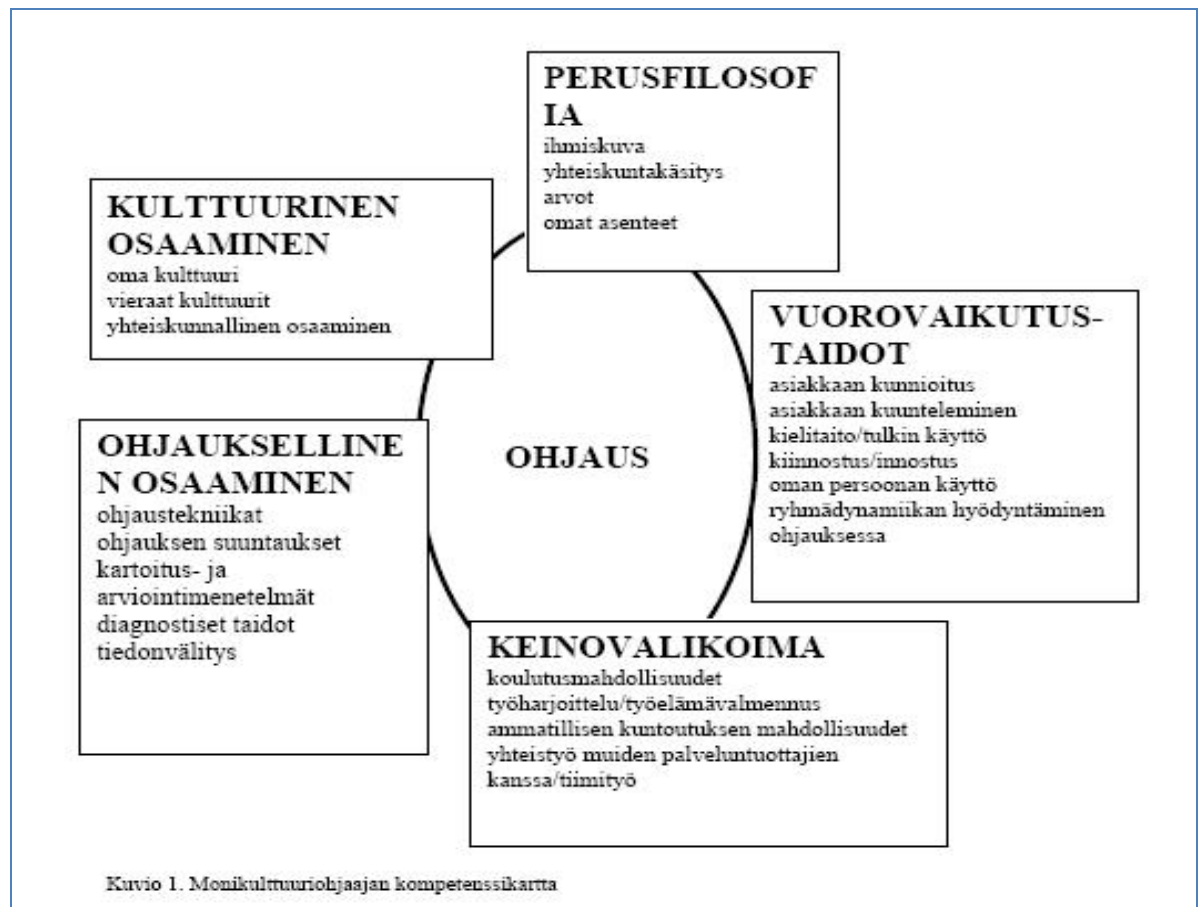 PERUSFILOSOF
IA
ihmiskuva
yhteiskuntakäsitys
arvot
omat asenteet
KULTTUURINEN
OSAAMINEN
oma kulttuuri
vieraat kulttuurit
yhteiskunnallinen osaaminen
VUOROVAIKUTUS-
TAIDOT
asiakkaan kunnioitus
asiakkaan kuunteleminen
kielitaito/tulkin käyttö
kiinnostus/innostus
oman persoonan käyttö
ryhmädynamiikan hyödyntäminen
ohjauksessa
OHJAUKSELLINE
N OSAAMINEN
ohjaustekniikat
ohjauksen suuntaukset
kartoitus- ja
arviointimenetelmät
diagnostiset taidot
tiedonvälitys
OHJAUS
KEINOVALIKOIMA
koulutusmahdollisuudet
työharjoittelu/työelämävalmennus
ammatillisen kuntoutuksen mahdollisuudet
yhteistyö muiden palveluntuottajien
kanssa/tiimityö
Kuvio 1. Monikulttuuriohjaajan kompetenssikartta